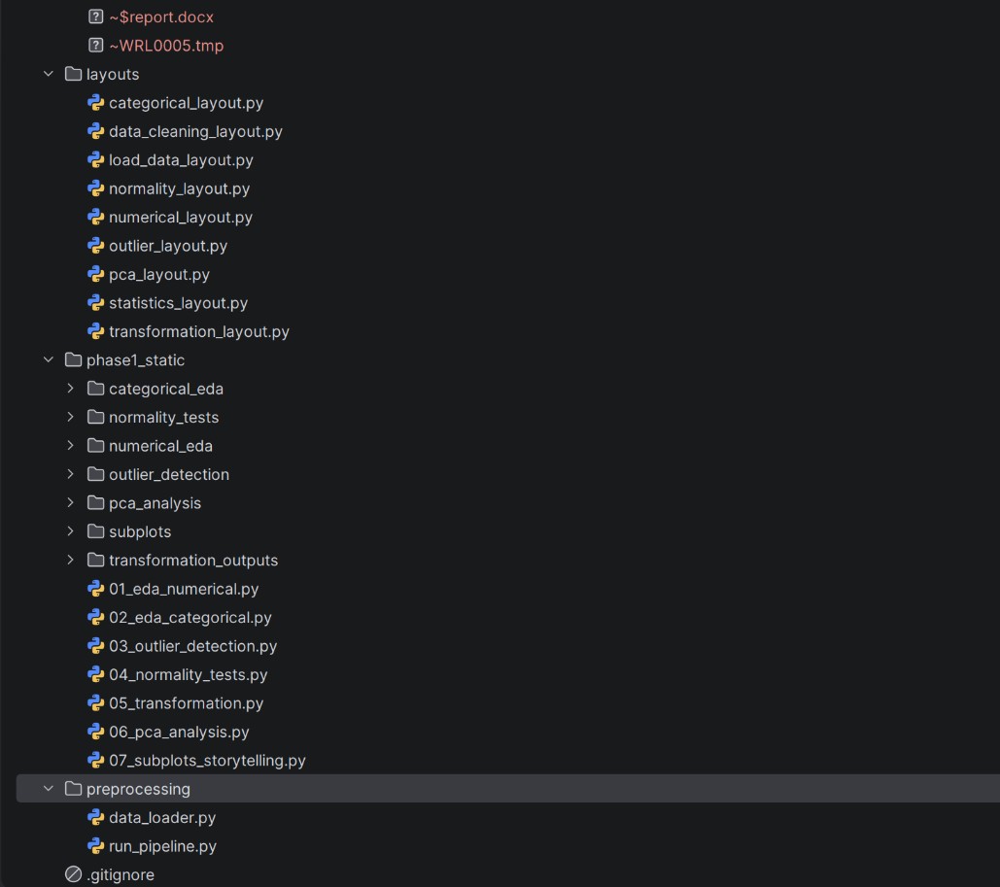 ~$report.docx
~WRL0005.tmp
layouts
categorical_layout.py
data_cleaning_layout.py
load_data_layout.py
normality_layout.py
numerical_layout.py
outlier_layout.py
pca_layout.py
statistics_layout.py
transformation_layout.py
phase1_static
categorical_eda
normality_tests
numerical_eda
outlier_detection
pca_analysis
subplots
transformation_outputs
01_eda_numerical.py
02_eda_categorical.py
03_outlier_detection.py
04_normality_tests.py
05_transformation.py
06_pca_analysis.py
07_subplots_storytelling.py
preprocessing
data_loader.py
run_pipeline.py
.gitignore